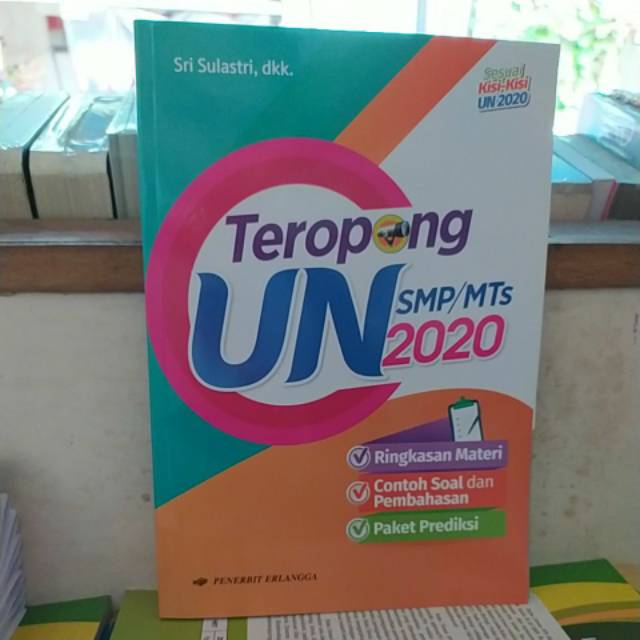 Sri Sulastri, dkk.
Sesuai
Kisi-Kisi
UN 2020
Teropong
UN
SMP/MTs
2020
Ringkasan Materi
Contoh Soal dan
Pembahasan
Paket Prediksi
PENERBIT ERLANGGA